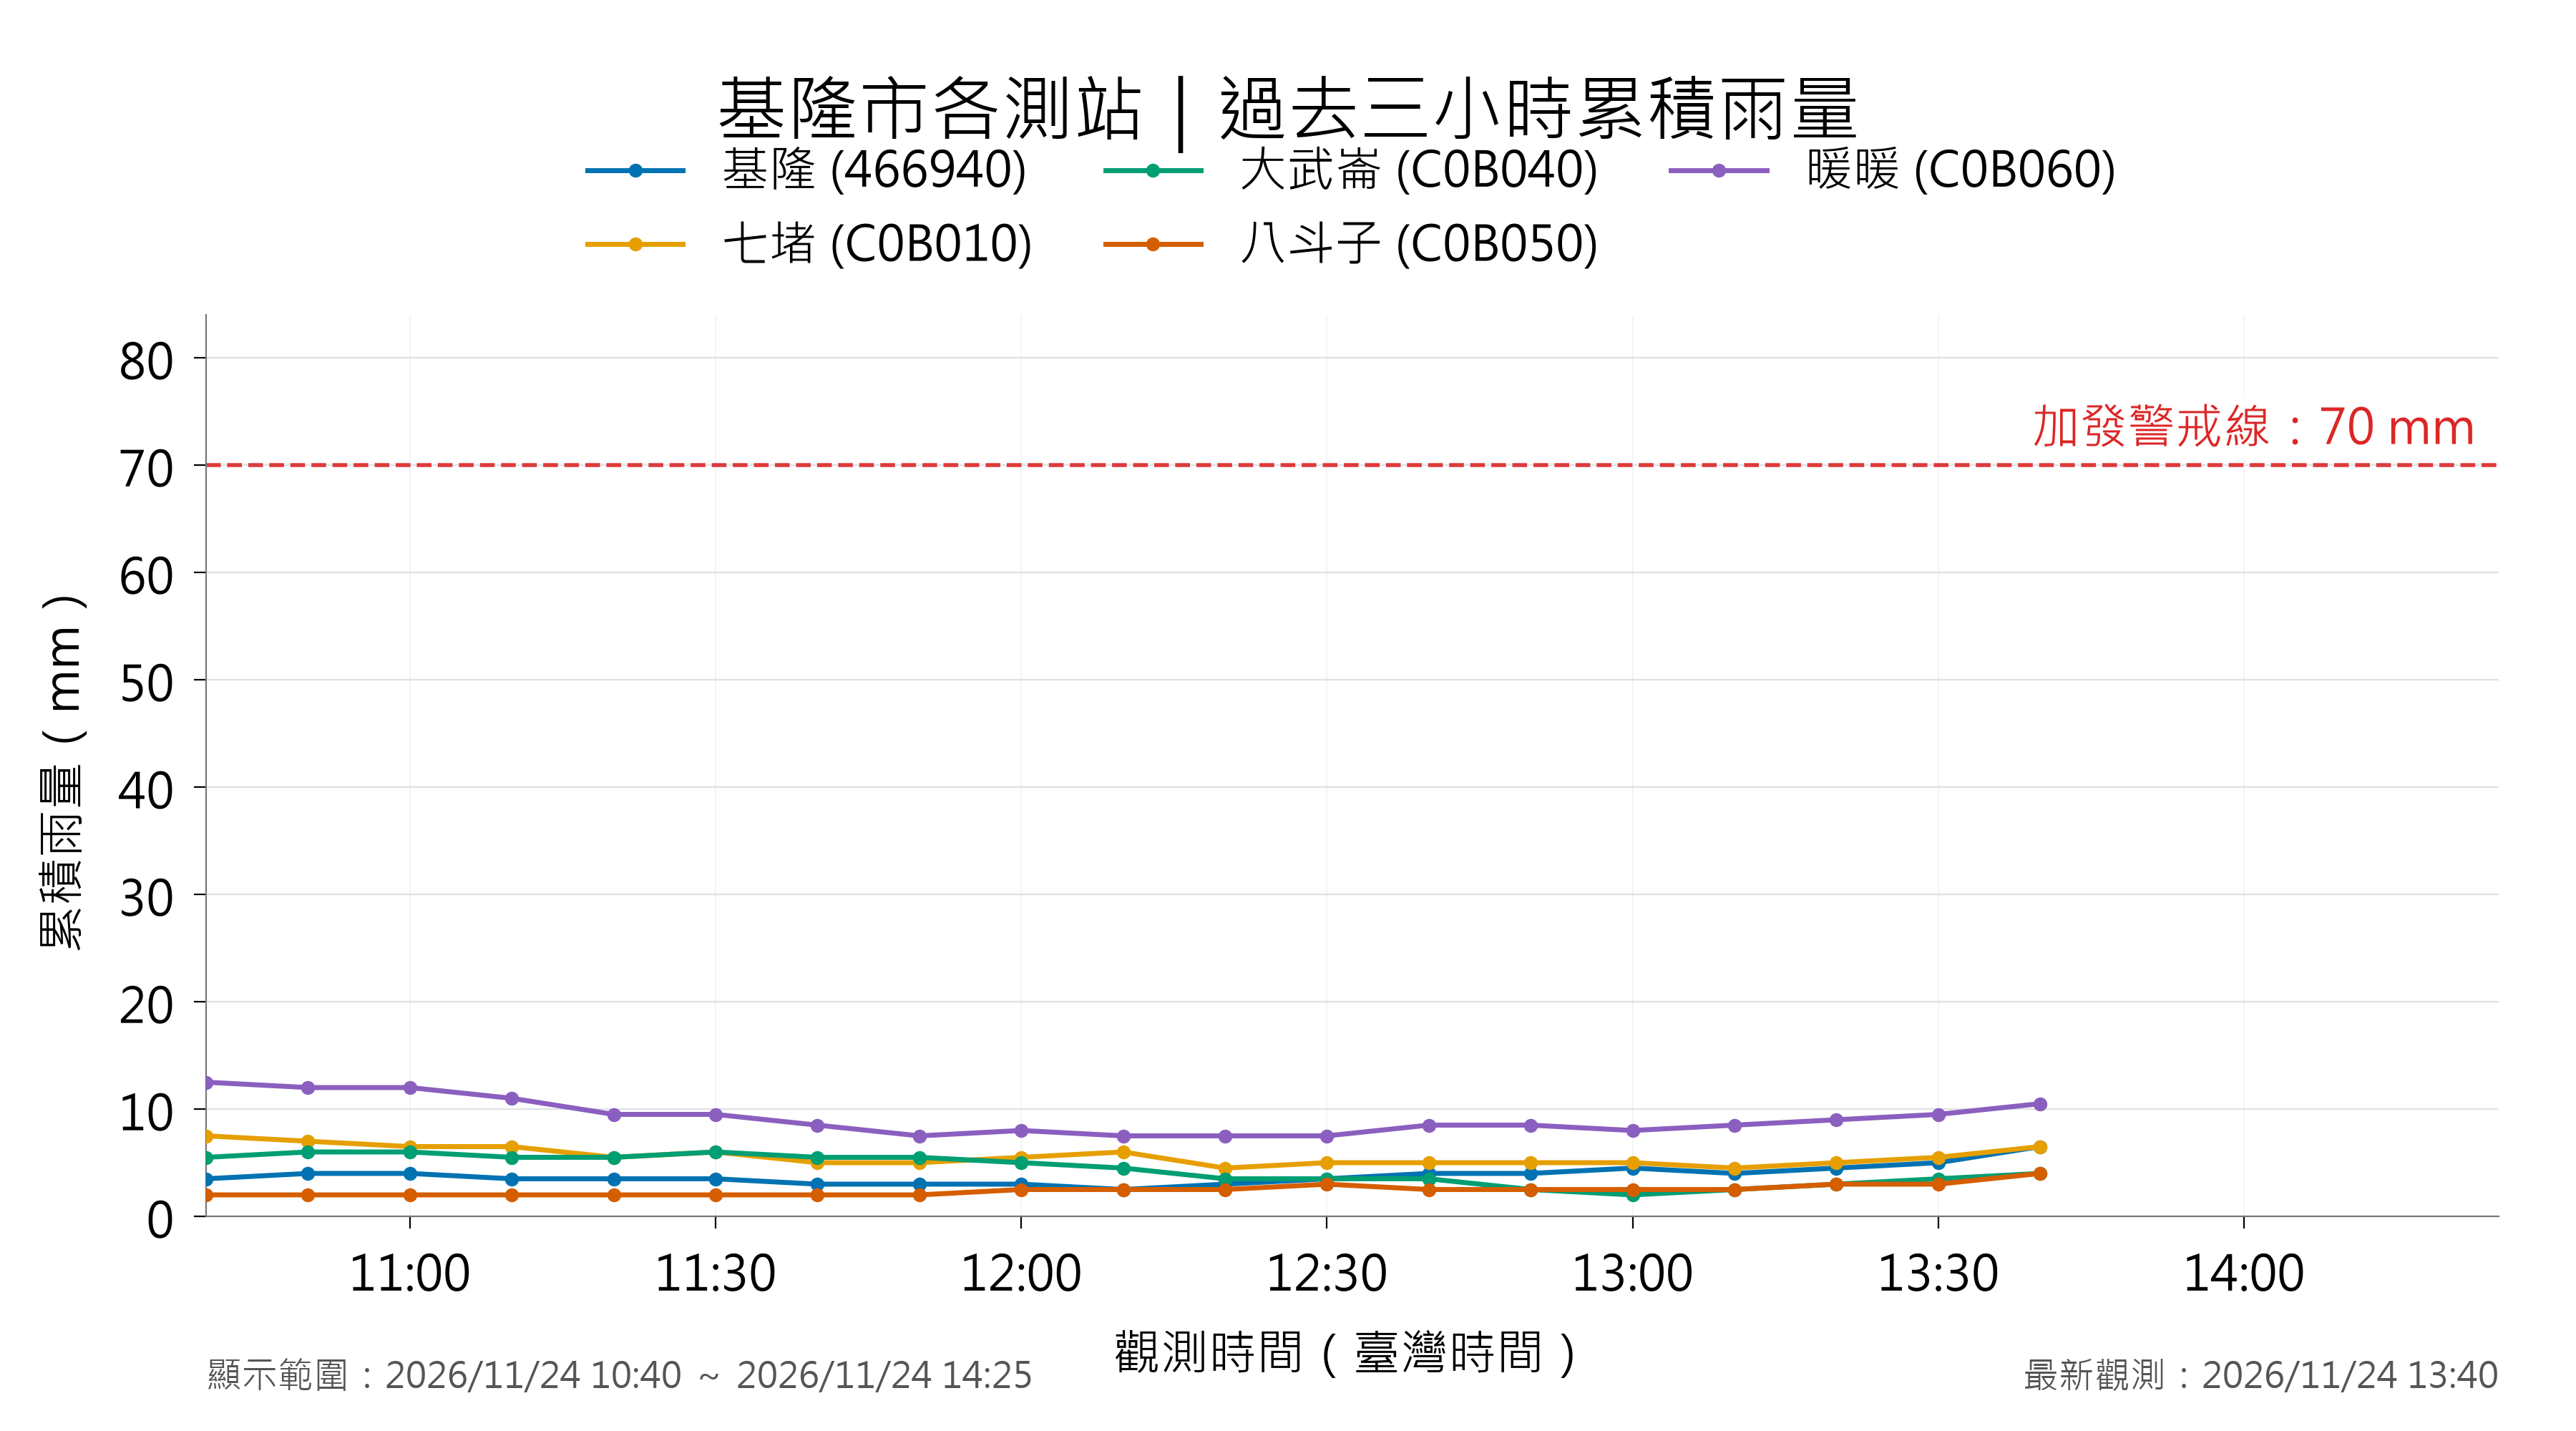 基隆市各測站｜過去三小時累積雨量
基隆 (466940)
大武崙 (C0B040)
暖暖 (C0B060)
七堵 (C0B010)
八斗子 (C0B050)
加發警戒線：70 mm
累積雨量（mm）
80
70
60
50
40
30
20
10
0
11:00
11:30
12:00
12:30
13:00
13:30
14:00
觀測時間（臺灣時間）
顯示範圍：2026/11/24 10:40 ~ 2026/11/24 14:25
最新觀測：2026/11/24 13:40